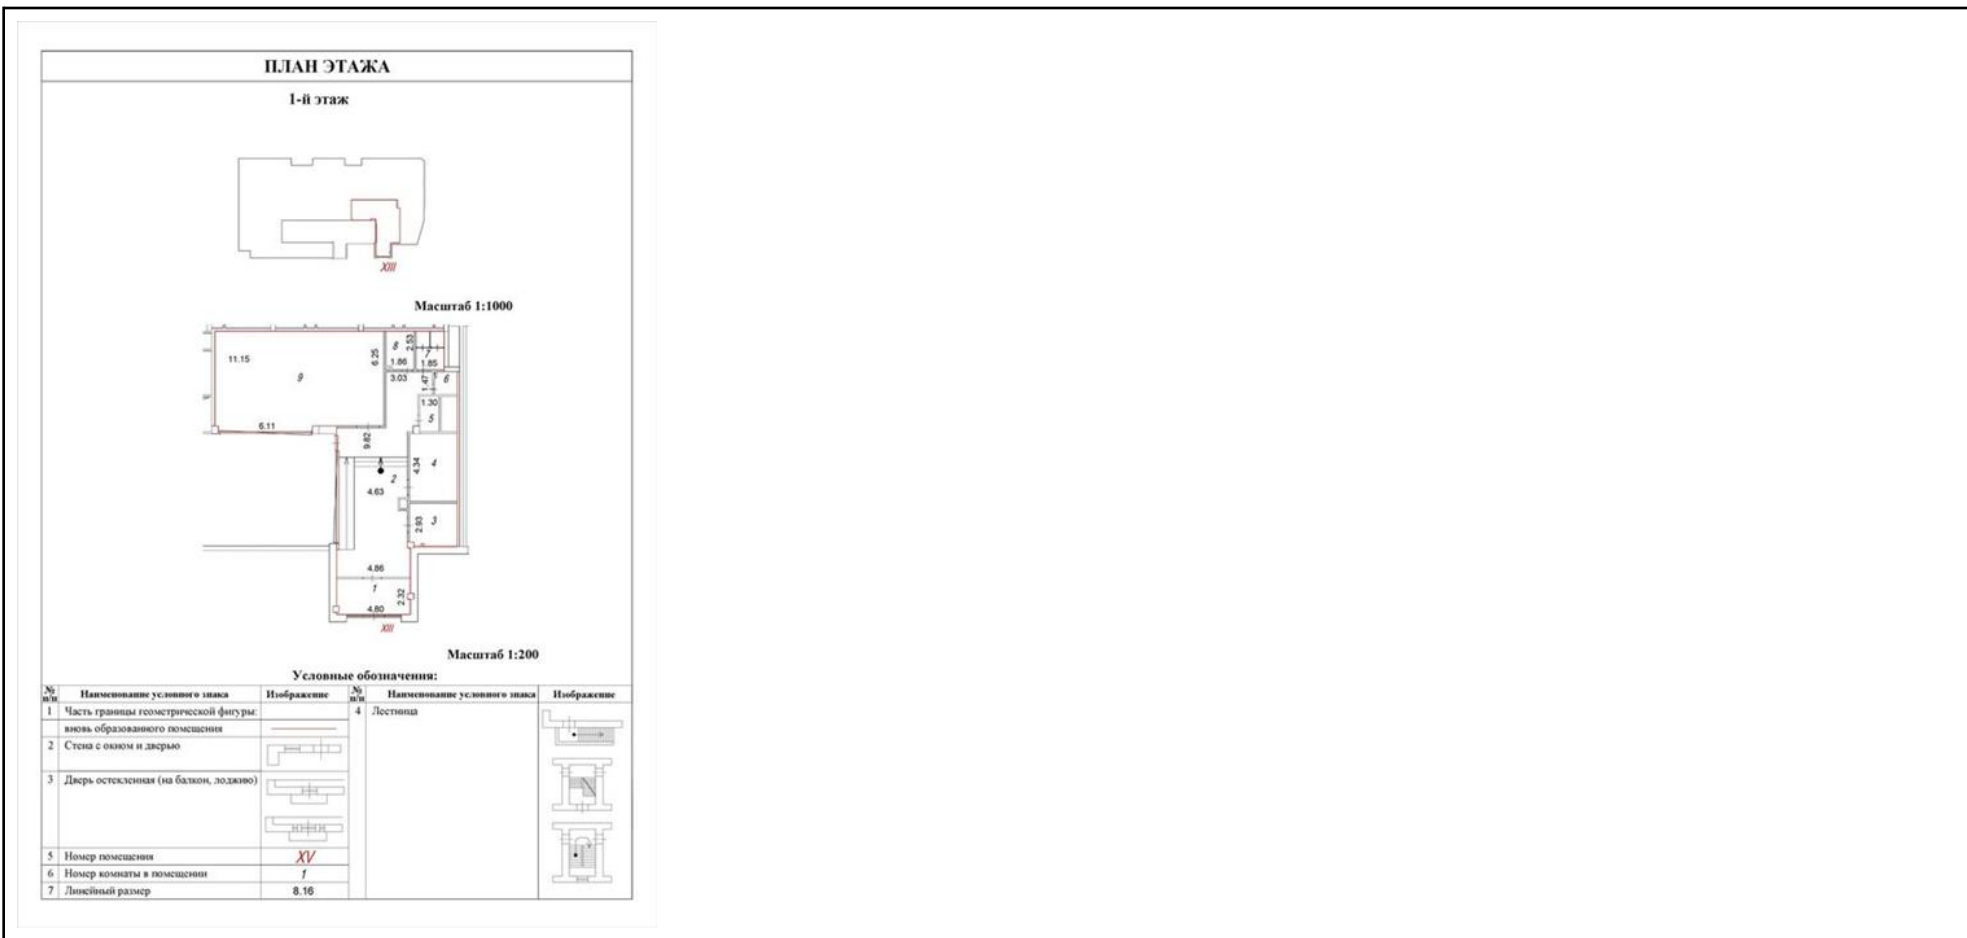 ПЛАН ЭТАЖА
1-й этаж
XIII
Масштаб 1:1000
11.15
9
6.25
8
2.53
1.86
7
1.85
3.03
1.47
6
1.30
5
6.11
9.82
4.34
4
2
4.63
2.93
3
4.86
1
2.32
4.80
XIII
Масштаб 1:200
Условные обозначения:
№ п/п Наименование условного знака Изображение № п/п Наименование условного знака Изображение
1 Часть границы геометрической фигуры: 4 Лестница
вновь образованного помещения
2 Стена с окном и дверью
3 Дверь остекленная (на балкон, лоджию)
5 Номер помещения XV
6 Номер комнаты в помещении 1
7 Линейный размер 8.16